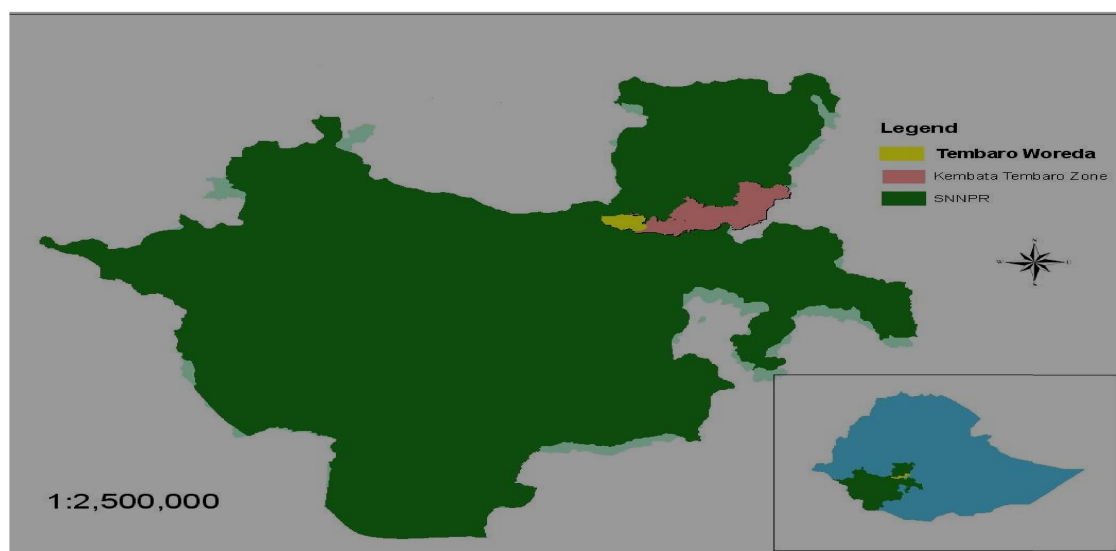 Legend
Tembaro Woreda
Kembata Tembaro Zone
SNNPR
N
W
S
1:2,500,000